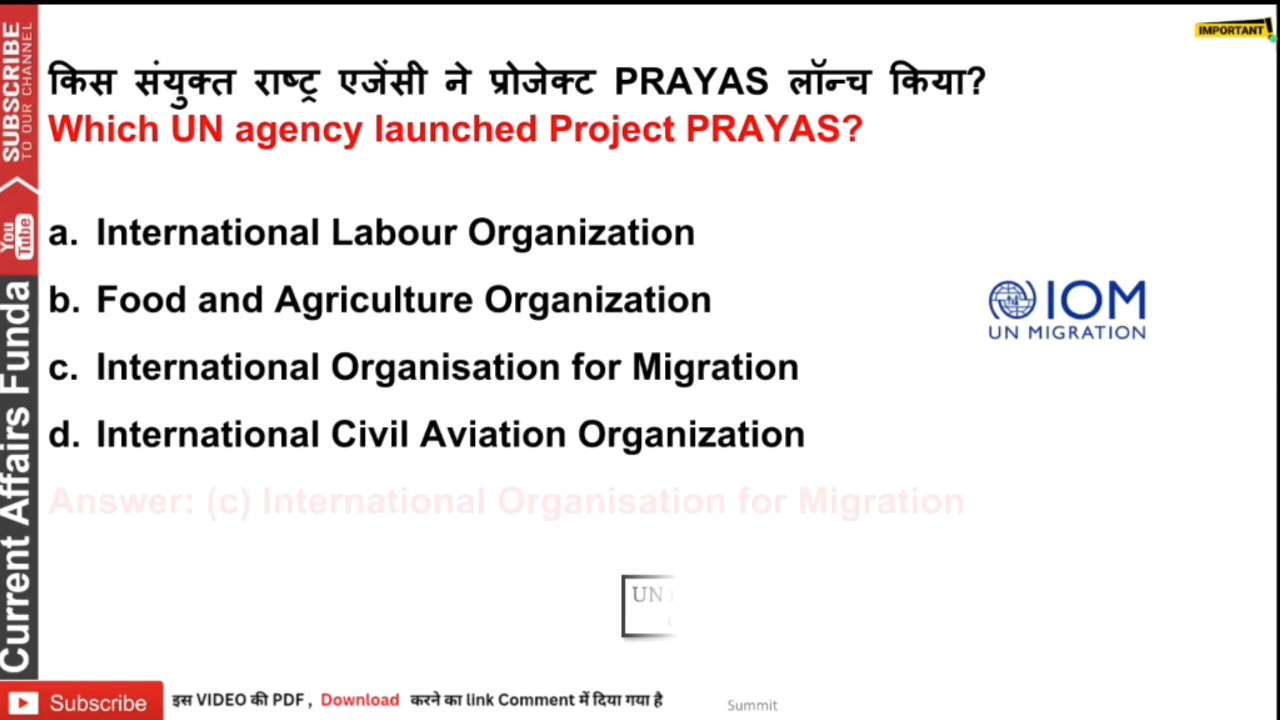 IMPORTANT!
किस संयुक्त राष्ट्र एजेंसी ने प्रोजेक्ट PRAYAS लॉन्च किया?
Which UN agency launched Project PRAYAS?
a. International Labour Organization
b. Food and Agriculture Organization
c. International Organisation for Migration
d. International Civil Aviation Organization
Answer: (c) International Organisation for Migration
IOM
UN MIGRATION
UN
SUBSCRIBE
TO OUR CHANNEL
You
Tube
Current Affairs Funda
Subscribe
इस VIDEO की PDF , Download करने का link Comment में दिया गया है
Summit